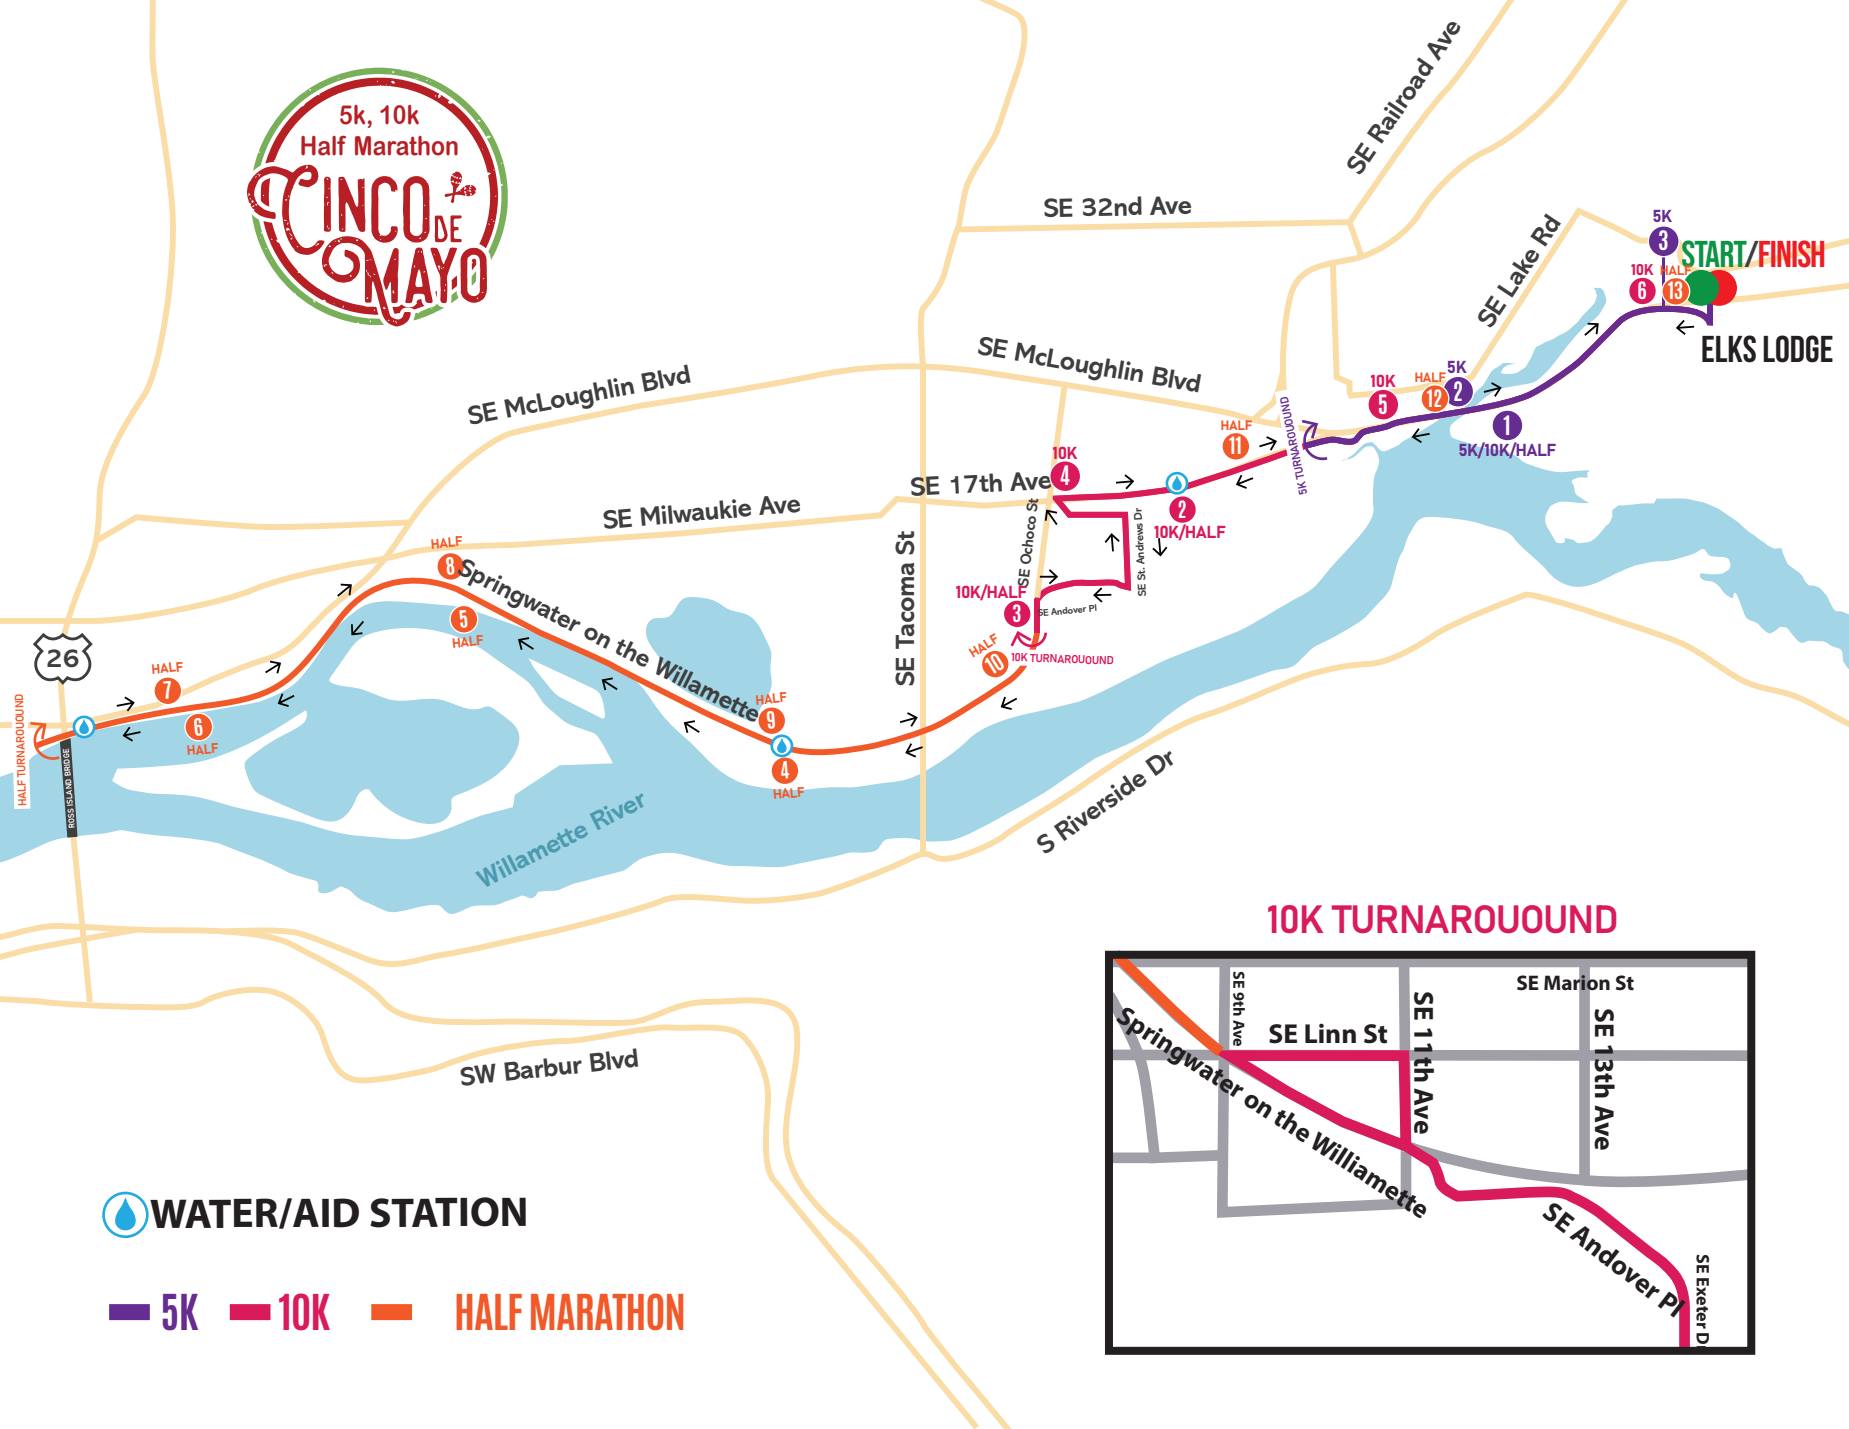 5k, 10k
Half Marathon
CINCO
DE
MAYO
SE Railroad Ave
SE 32nd Ave
SE Lake Rd
5K
3
START/FINISH
10K
6
HALF
13
ELKS LODGE
SE McLoughlin Blvd
SE McLoughlin Blvd
10K
5
HALF
12
5K
2
1
5K/10K/HALF
5K TURNAROUOUND
HALF
11
10K
4
SE 17th Ave
2
10K/HALF
SE Milwaukie Ave
SE Tacoma St
SE Ochoco St
SE St. Andrews Dr
10K/HALF
3
SE Andover Pl
10K TURNAROUOUND
HALF
10
HALF
8
Springwater on the Willamette
5
HALF
HALF
9
4
HALF
26
HALF
7
6
HALF
HALF TURNAROUOUND
ROSS ISLAND BRIDGE
Willamette River
S Riverside Dr
SW Barbur Blvd
10K TURNAROUOUND
SE 9th Ave
SE Marion St
SE Linn St
SE 11th Ave
SE 13th Ave
Springwater on the Williamette
SE Andover Pl
SE Exeter Dr
WATER/AID STATION
5K
10K
HALF MARATHON